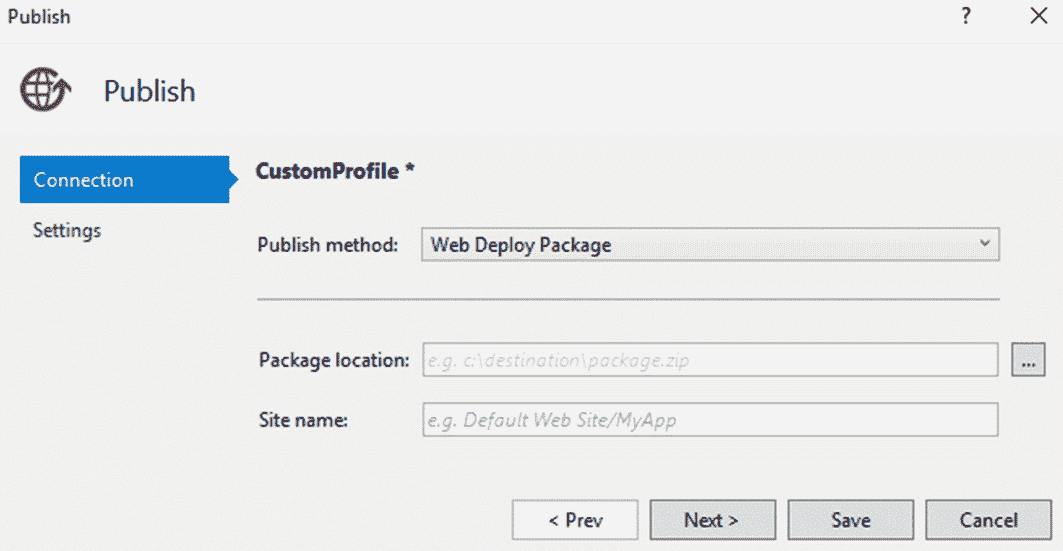 Publish
?
Publish
Connection
Settings
CustomProfile *
Publish method: Web Deploy Package
Package location: e.g. c:\destination\package.zip ...
Site name: e.g. Default Web Site/MyApp
< Prev Next > Save Cancel